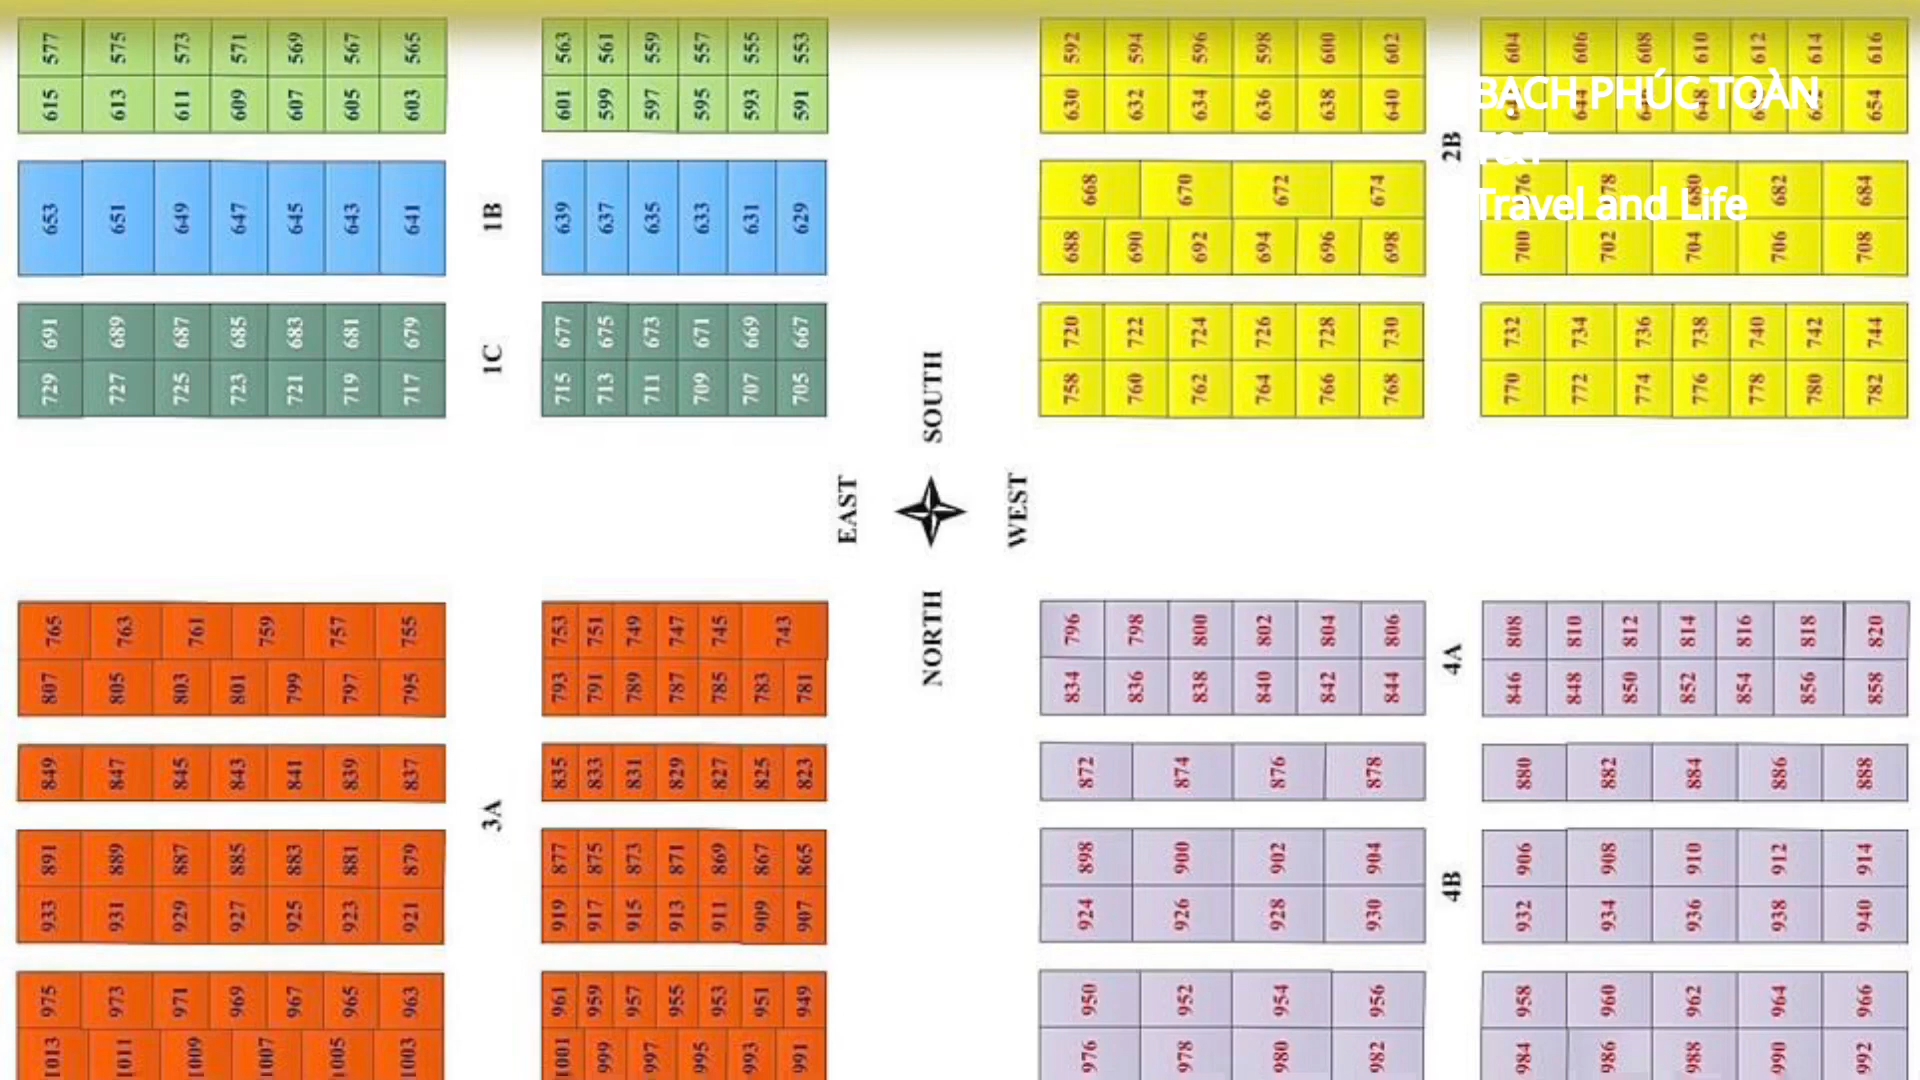 577 575 573 571 569 567 565 563 561 559 557 555 553 592 594 596 598 600 602 604 606 608 610 612 614 616
615 613 611 609 607 605 603 601 599 597 595 593 591 630 632 634 636 638 640 654
BẠCH PHÚC TOÀN
2B
T&T
653 651 649 647 645 643 641 1B 639 637 635 633 631 629
668 670 672 674 676 678 680 682 684
Travel and Life
688 690 692 694 696 698 700 702 704 706 708
691 689 687 685 683 681 679 677 675 673 671 669 667 720 722 724 726 728 730 732 734 736 738 740 742 744
1C
729 727 725 723 721 719 717 715 713 711 709 707 705 758 760 762 764 766 768 770 772 774 776 778 780 782
SOUTH
EAST WEST
NORTH
765 763 761 759 757 755 753 751 749 747 745 743 796 798 800 802 804 806 808 810 812 814 816 818 820
4A
807 805 803 801 799 797 795 793 791 789 787 785 783 781 834 836 838 840 842 844 846 848 850 852 854 856 858
849 847 845 843 841 839 837 835 833 831 829 827 825 823 872 874 876 878 880 882 884 886 888
3A
891 889 887 885 883 881 879 877 875 873 871 869 867 865 898 900 902 904 906 908 910 912 914
4B
933 931 929 927 925 923 921 919 917 915 913 911 909 907 924 926 928 930 932 934 936 938 940
975 973 971 969 967 965 963 961 959 957 955 953 951 949 950 952 954 956 958 960 962 964 966
1013 1011 1009 1007 1005 1003 1001 999 997 995 993 991 976 978 980 982 984 986 988 990 992